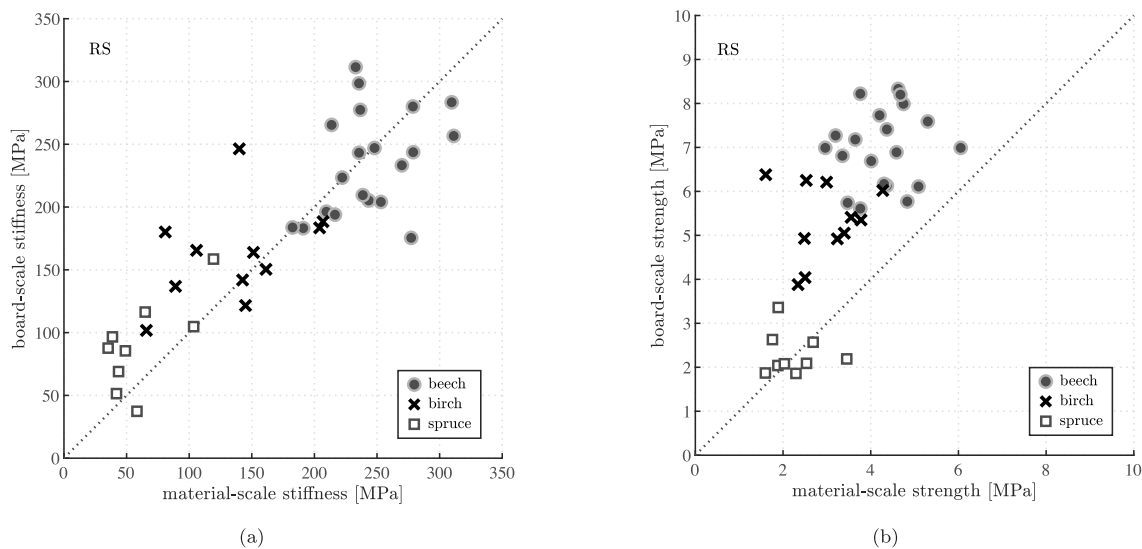 RS
350
300
250
200
150
100
50
0
board-scale stiffness [MPa]
0 50 100 150 200 250 300 350
material-scale stiffness [MPa]
beech
birch
spruce
(a)
RS
10
9
8
7
6
5
4
3
2
1
0
board-scale strength [MPa]
0 2 4 6 8 10
material-scale strength [MPa]
beech
birch
spruce
(b)